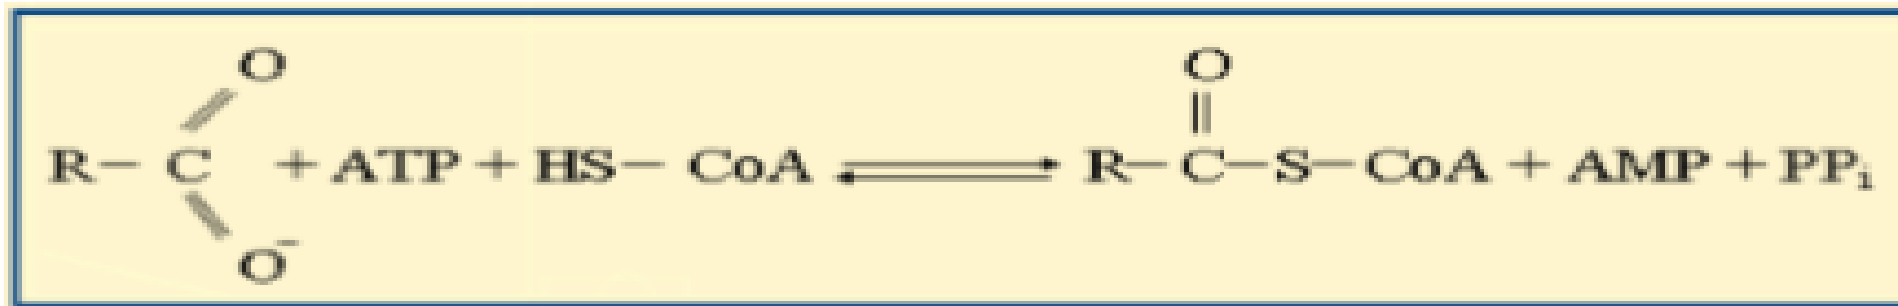 O O
R – C + ATP + HS – CoA ⇌ R – C – S – CoA + AMP + PPi
O-